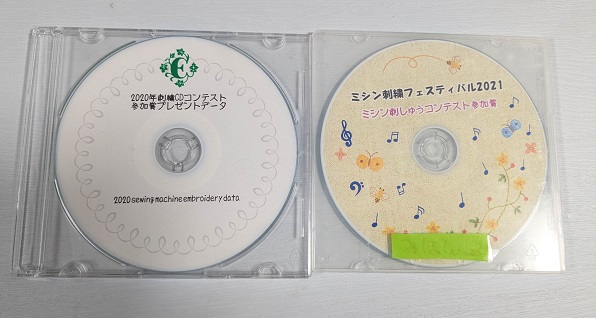 E
2020年刺繍CDコンテスト
参加賞プレゼントデータ
2020 sewing machine embroidery data
ミシン刺繍フェスティバル2021
ミシン刺しゅうコンテスト参加賞